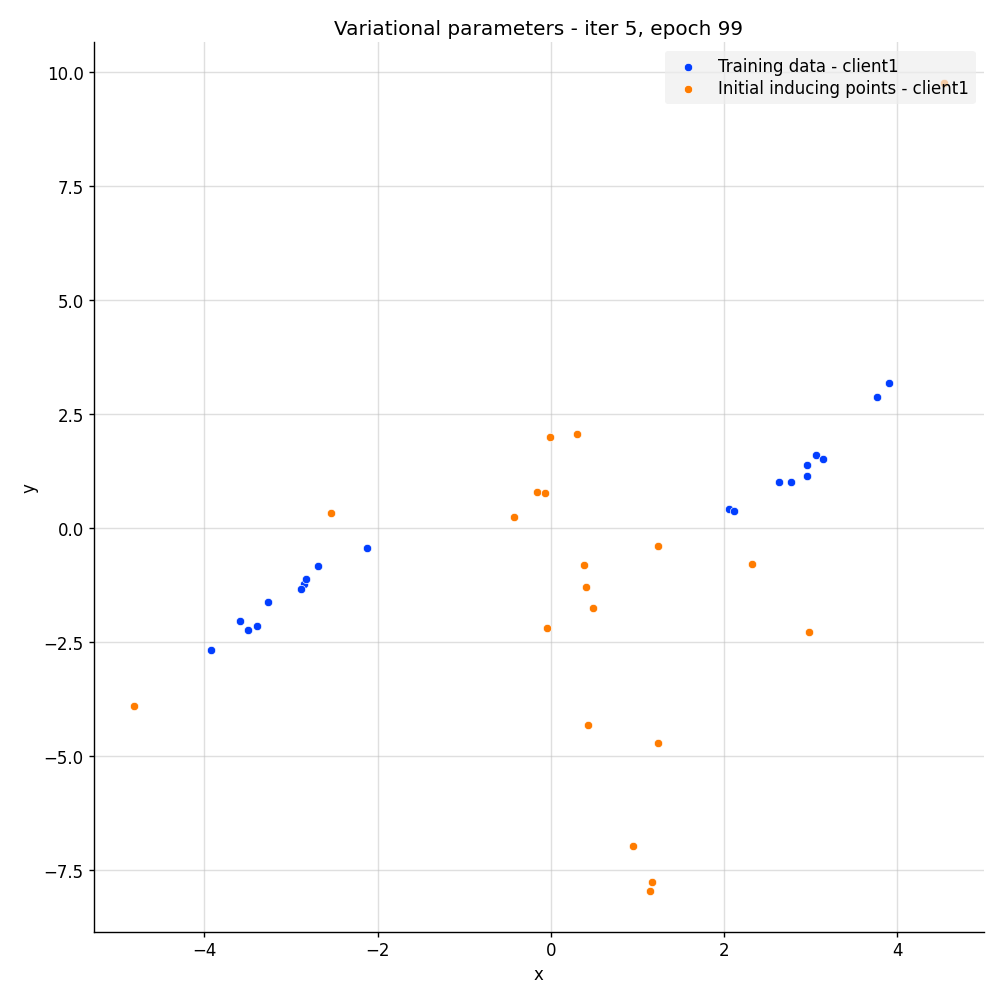 Variational parameters - iter 5, epoch 99
Training data - client1
Initial inducing points - client1
10.0
7.5
5.0
2.5
0.0
−2.5
−5.0
−7.5
y
−4
−2
0
2
4
x